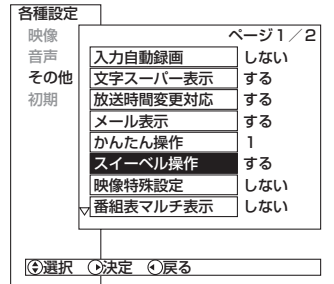 各種設定
映像
音声
その他
初期
ページ1／2
入力自動録画 しない
文字スーパー表示 する
放送時間変更対応 する
メール表示 する
かんたん操作 1
スイーベル操作 する
映像特殊設定 しない
番組表マルチ表示 しない
選択 決定 戻る